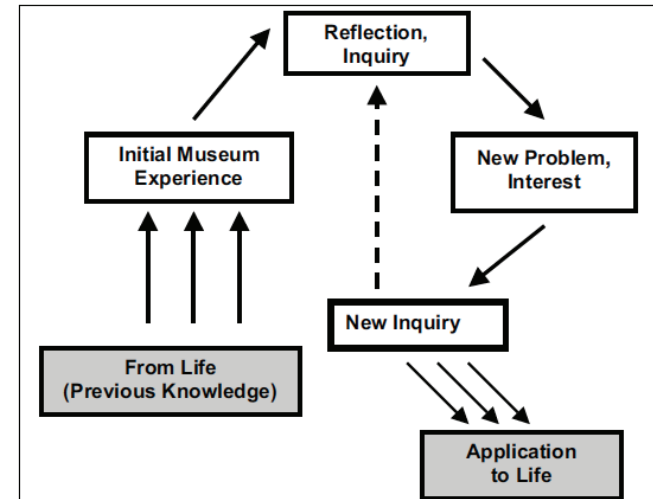 Reflection,
Inquiry
Initial Museum
Experience
New Problem,
Interest
New Inquiry
From Life
(Previous Knowledge)
Application
to Life